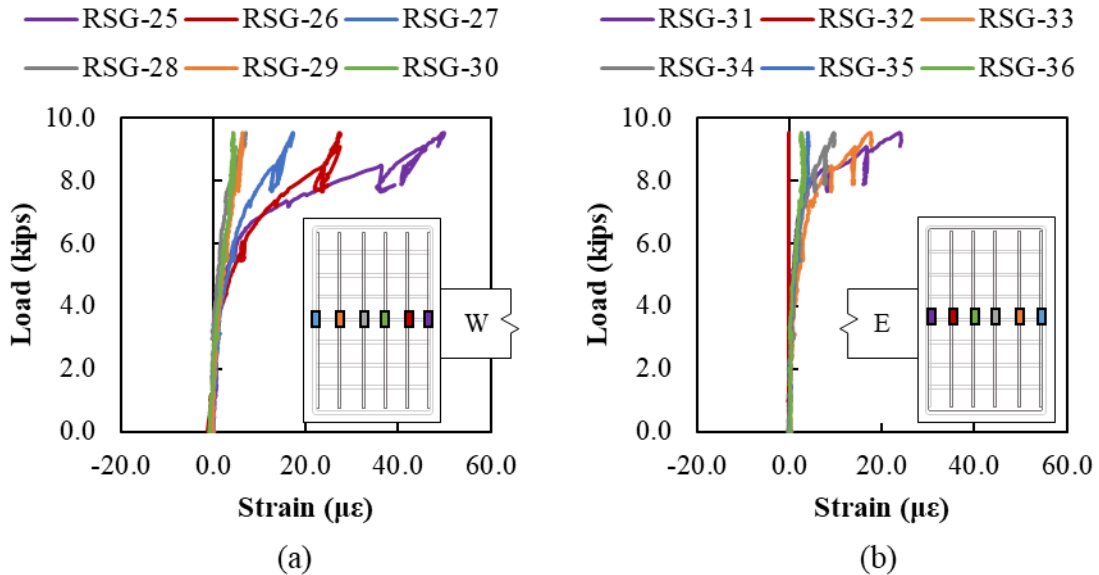 RSG-25 RSG-26 RSG-27
RSG-28 RSG-29 RSG-30
10.0
8.0
6.0
4.0
2.0
0.0
-20.0 0.0 20.0 40.0 60.0
Load (kips)
Strain (με)
W
(a)
RSG-31 RSG-32 RSG-33
RSG-34 RSG-35 RSG-36
10.0
8.0
6.0
4.0
2.0
0.0
-20.0 0.0 20.0 40.0 60.0
Load (kips)
Strain (με)
E
(b)